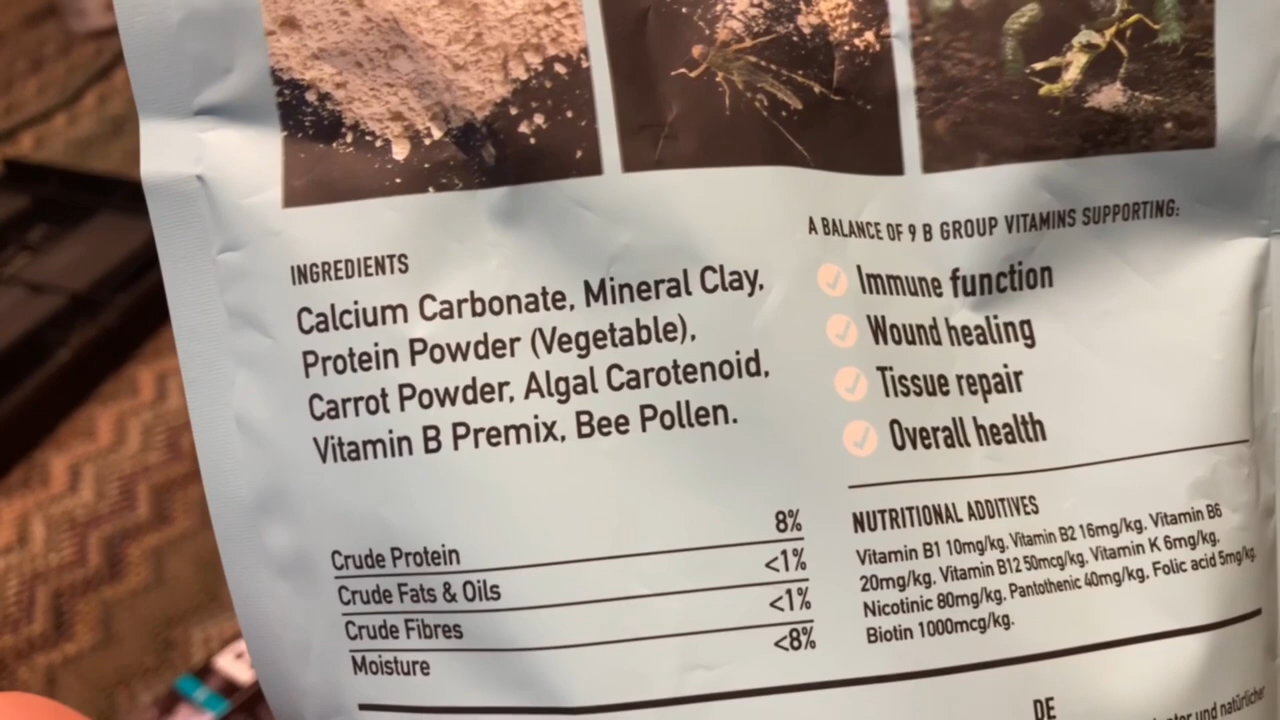 INGREDIENTS
Calcium Carbonate, Mineral Clay,
Protein Powder (Vegetable),
Carrot Powder, Algal Carotenoid,
Vitamin B Premix, Bee Pollen.
Crude Protein 8%
Crude Fats & Oils <1%
Crude Fibres <1%
Moisture <8%
A BALANCE OF 9 B GROUP VITAMINS SUPPORTING:
Immune function
Wound healing
Tissue repair
Overall health
NUTRITIONAL ADDITIVES
Vitamin B1 10mg/kg, Vitamin B2 16mg/kg. Vitamin B6
20mg/kg. Vitamin B12 50mcg/kg, Vitamin K 6mg/kg.
Nicotinic 80mg/kg. Pantothenic 40mg/kg. Folic acid 5mg/kg.
Biotin 1000mcg/kg.
DE
und natürlicher